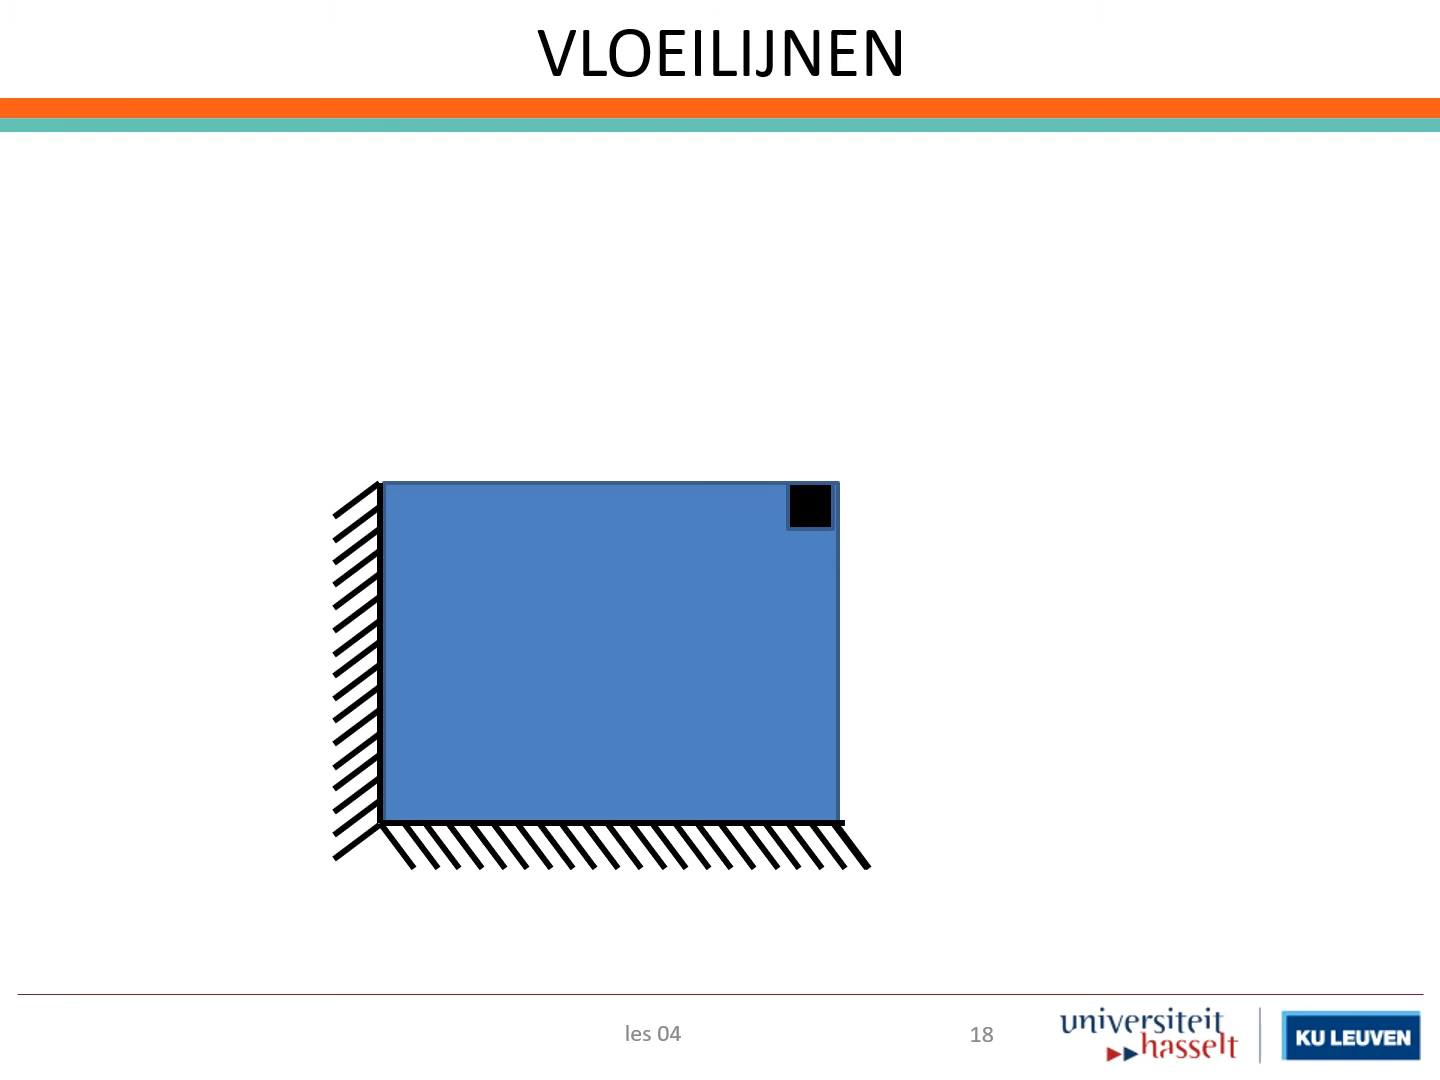 VLOEILIJNEN
les 04
18
universiteit
hasselt
KU LEUVEN